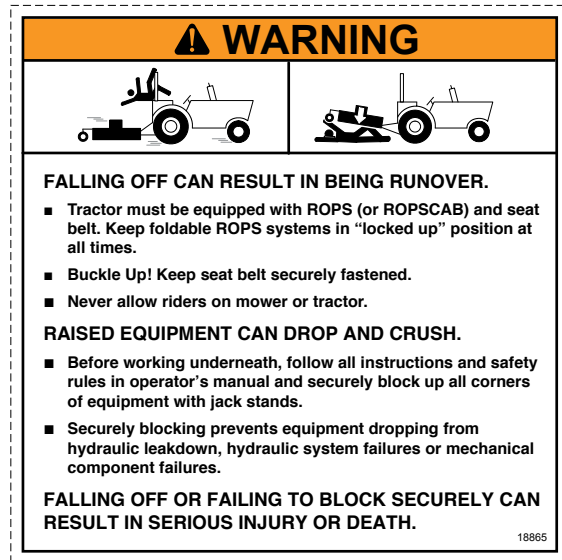 WARNING
FALLING OFF CAN RESULT IN BEING RUNOVER.
■ Tractor must be equipped with ROPS (or ROPSCAB) and seat
belt. Keep foldable ROPS systems in “locked up” position at
all times.
■ Buckle Up! Keep seat belt securely fastened.
■ Never allow riders on mower or tractor.
RAISED EQUIPMENT CAN DROP AND CRUSH.
■ Before working underneath, follow all instructions and safety
rules in operator’s manual and securely block up all corners
of equipment with jack stands.
■ Securely blocking prevents equipment dropping from
hydraulic leakdown, hydraulic system failures or mechanical
component failures.
FALLING OFF OR FAILING TO BLOCK SECURELY CAN
RESULT IN SERIOUS INJURY OR DEATH.
18865